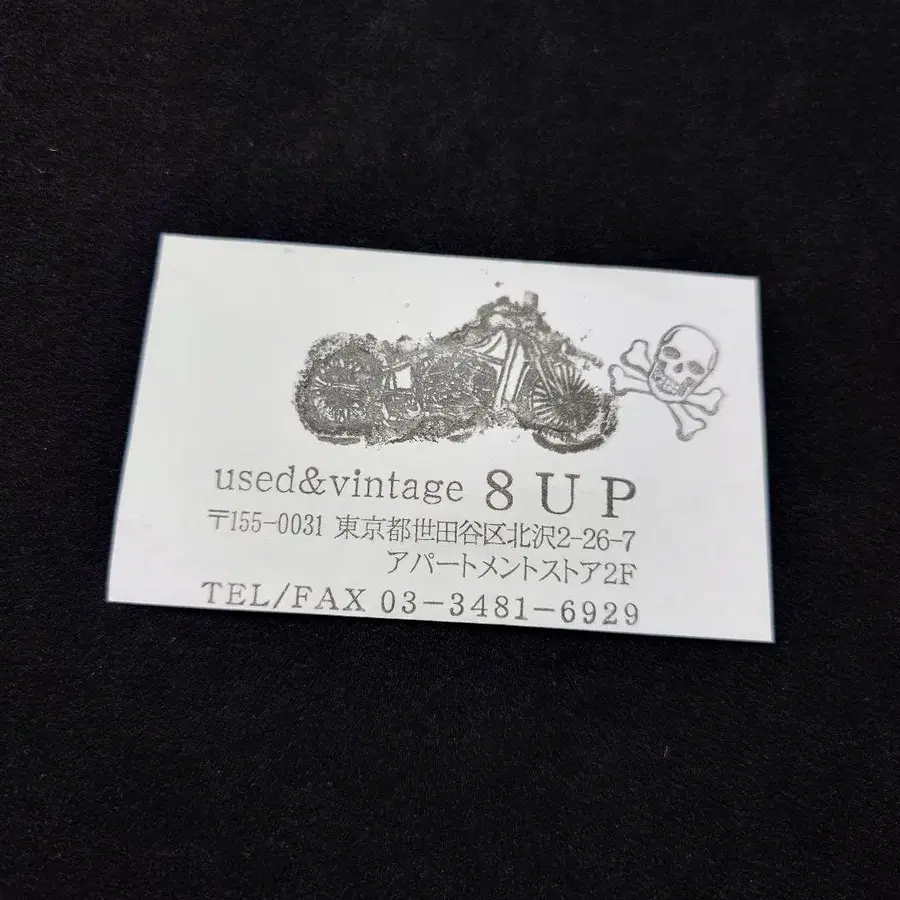 used&vintage 8UP
〒155-0031 東京都世田谷区北沢2-26-7
アパートメントストア2F
TEL/FAX 03-3481-6929